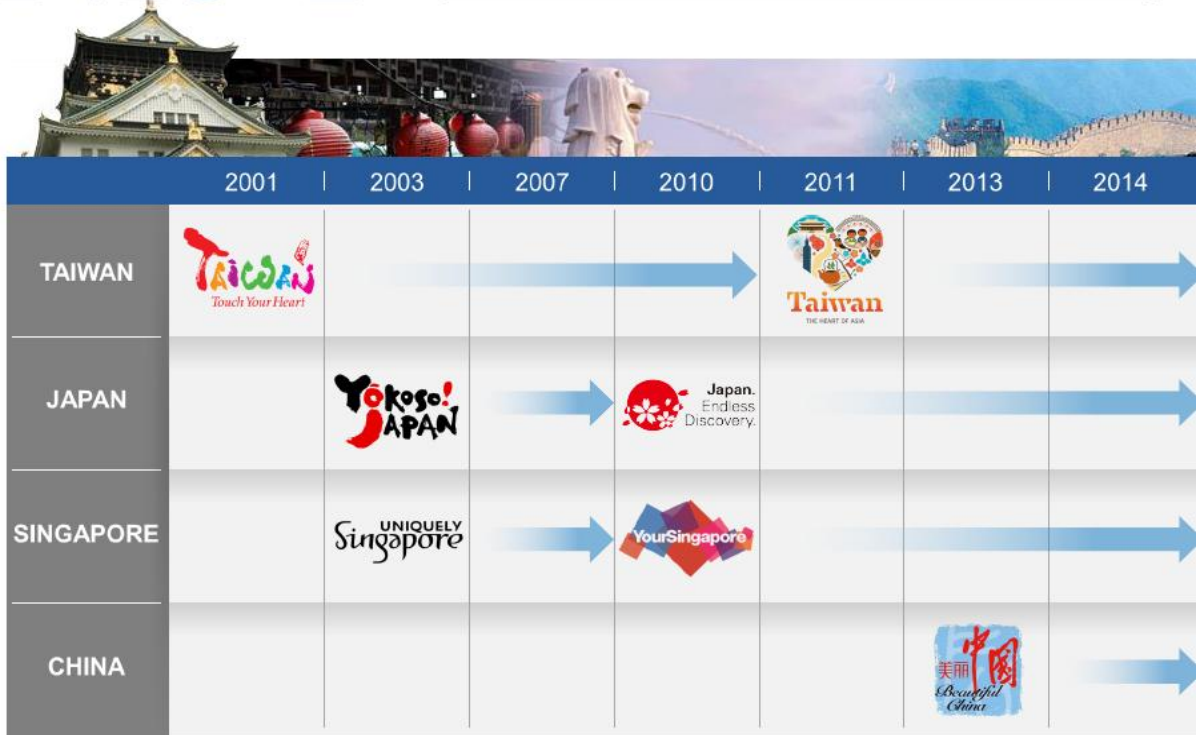 2001 2003 2007 2010 2011 2013 2014
TAIWAN
TAIWAN
Touch Your Heart
Taiwan
THE HEART OF ASIA
JAPAN
Yōkoso!
JAPAN
Japan.
Endless
Discovery.
SINGAPORE
UNIQUELY
Singapore
YourSingapore
CHINA
美丽中国
Beautiful
China